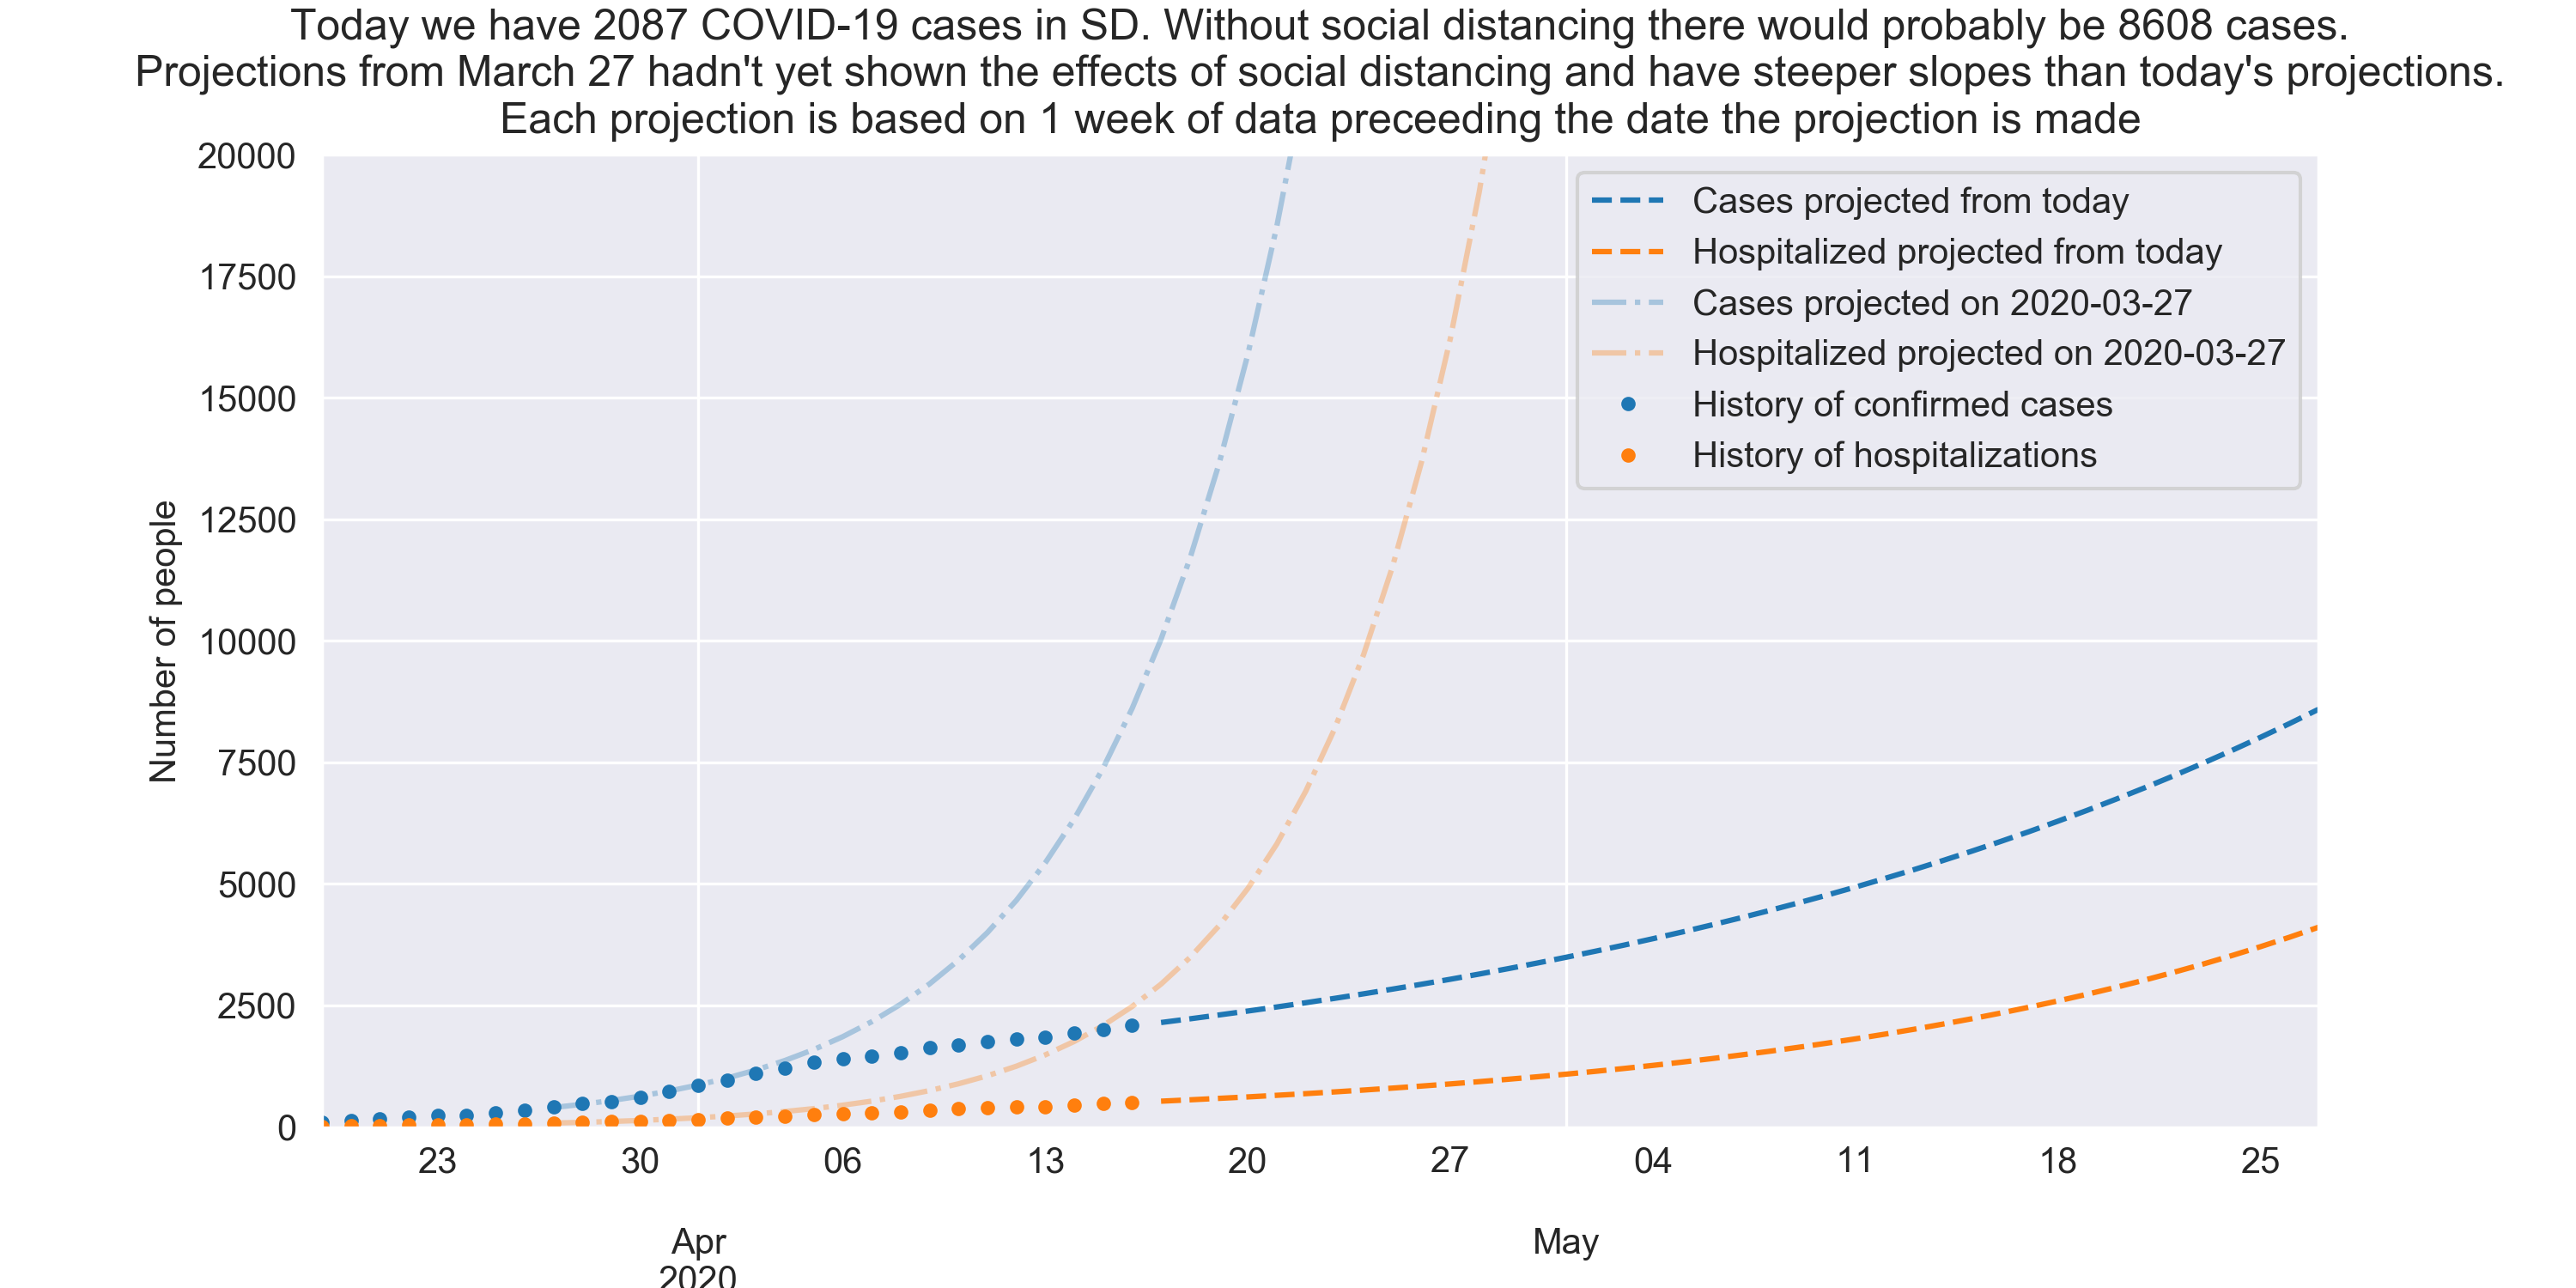 Today we have 2087 COVID-19 cases in SD. Without social distancing there would probably be 8608 cases.
Projections from March 27 hadn't yet shown the effects of social distancing and have steeper slopes than today's projections.
Each projection is based on 1 week of data preceeding the date the projection is made
20000
17500
15000
12500
10000
7500
5000
2500
0
Number of people
Cases projected from today
Hospitalized projected from today
Cases projected on 2020-03-27
Hospitalized projected on 2020-03-27
History of confirmed cases
History of hospitalizations
23 30 06 13 20 27 04 11 18 25
Apr May
2020